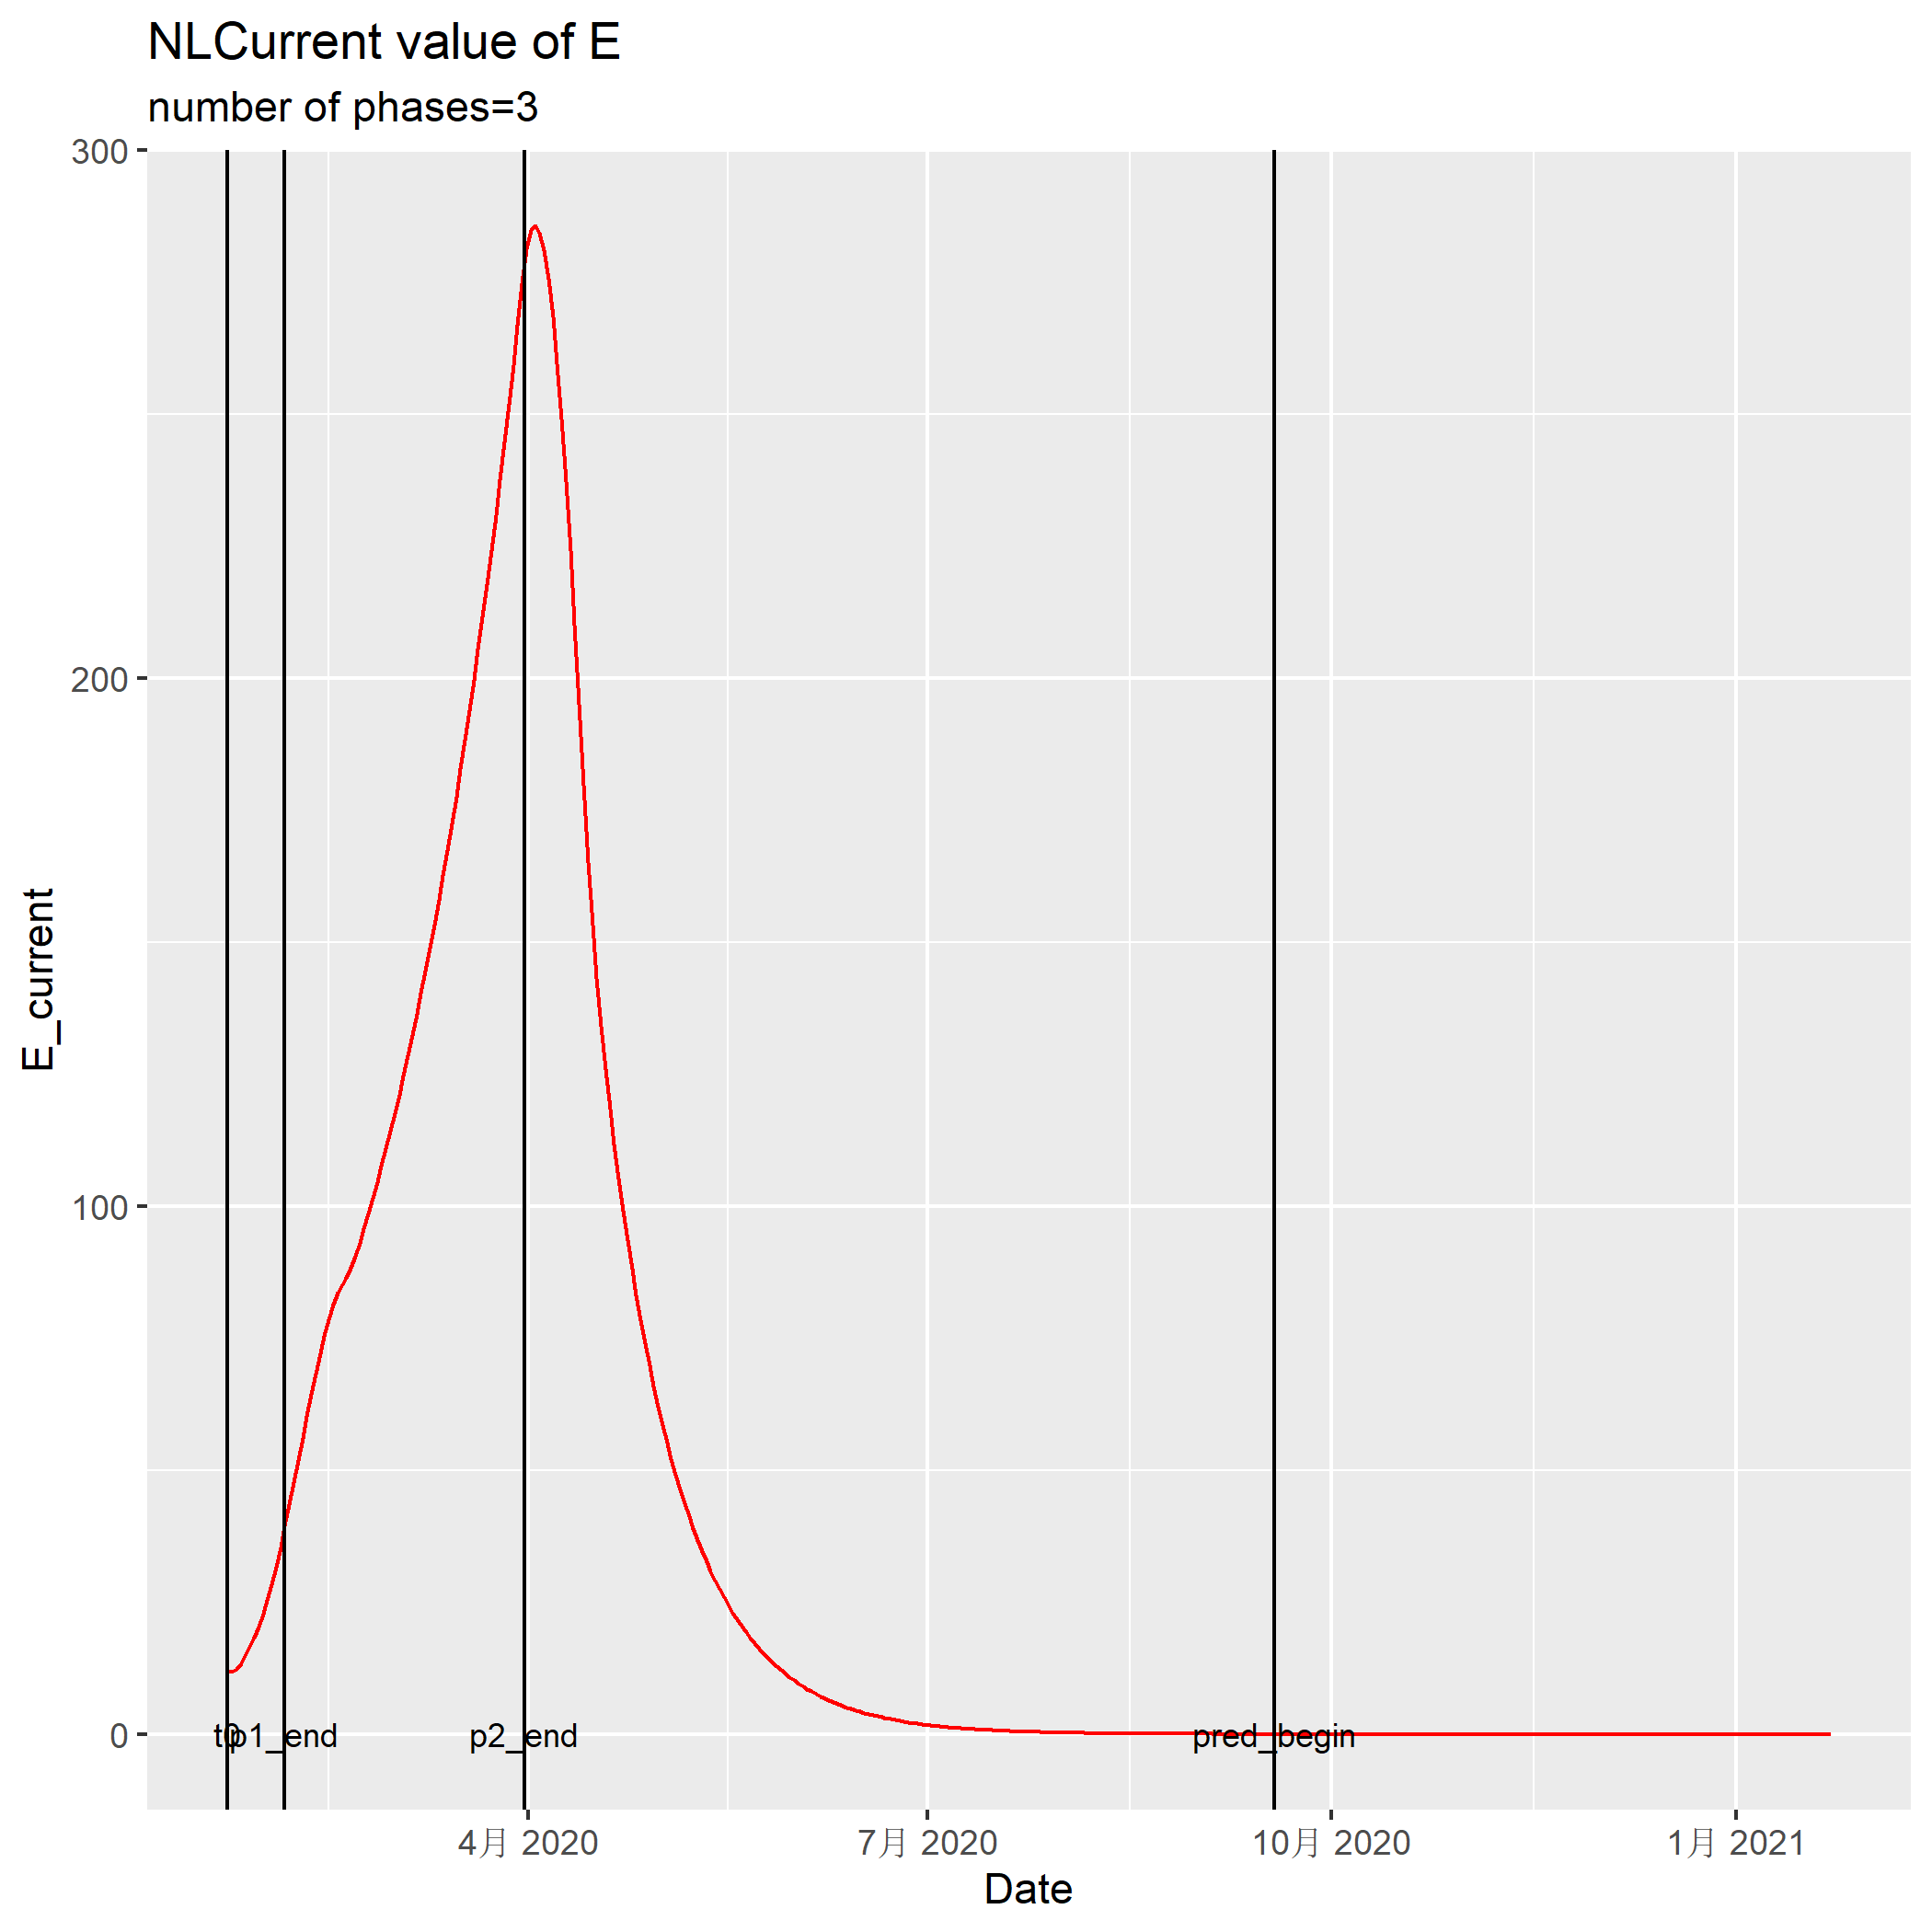 NLCurrent value of E
number of phases=3
300
200
100
0
E_current
t0
p1_end
p2_end
pred_begin
4月 2020
7月 2020
10月 2020
1月 2021
Date